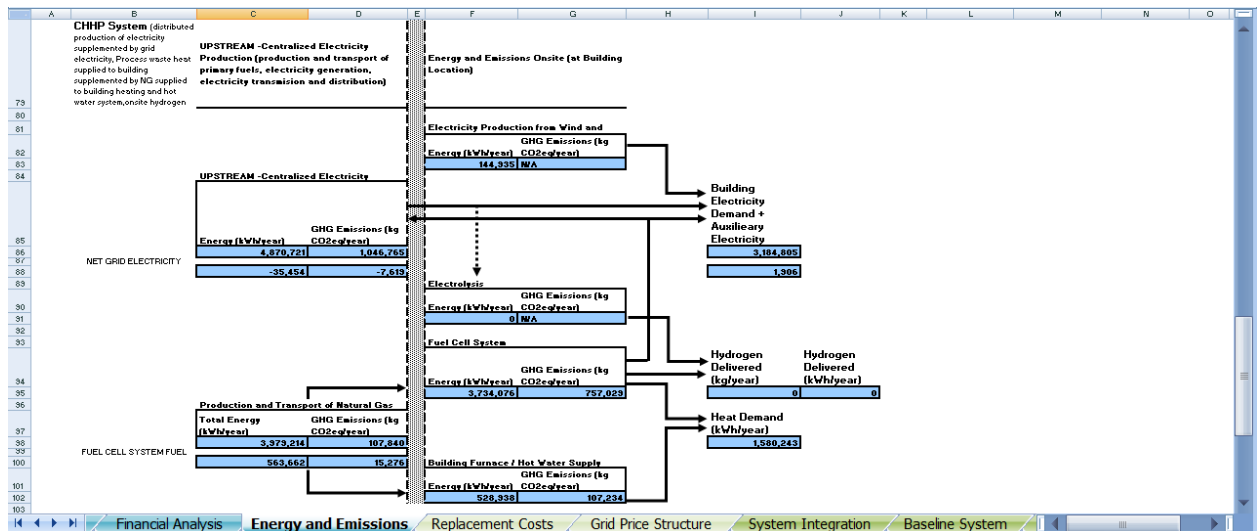 A B C D E F G H I J K L M N O
CHHP System (distributed
production of electricity
supplemented by grid
electricity, Process waste heat
supplied to building
supplemented by NG supplied
to building heating and hot
water system,onsite hydrogen
UPSTREAM -Centralized Electricity
Production (production and transport of
primary fuels, electricity generation,
electricity transmision and distribution)
Energy and Emissions Onsite (at Building
Location)
79
80
81 Electricity Production from Wind and
GHG Emissions (kg
82 Energy (kWh/year) CO2eq/year)
83 144,935 N/A
84 UPSTREAM -Centralized Electricity
Building
Electricity
Demand +
Auxilieary
Electricity
GHG Emissions (kg
85 Energy (kWh/year) CO2eq/year)
86 4,870,721 1,046,765 3,184,805
87 NET GRID ELECTRICITY
88 -35,454 -7,619 1,906
89 Electrolysis
GHG Emissions (kg
90 Energy (kWh/year) CO2eq/year)
91 0 N/A
92
93 Fuel Cell System
Hydrogen
Delivered
(kg/year)
Hydrogen
Delivered
(kWh/year)
GHG Emissions (kg
94 Energy (kWh/year) CO2eq/year)
95 3,734,076 757,029 0 0
96 Production and Transport of Natural Gas
Total Energy GHG Emissions (kg Heat Demand
97 (kWh/year) CO2eq/year) (kWh/year)
98 3,979,214 107,840 1,580,243
99 FUEL CELL SYSTEM FUEL
100 563,662 15,276 Building Furnace / Hot Water Supply
GHG Emissions (kg
101 Energy (kWh/year) CO2eq/year)
102 528,938 107,234
103
Financial Analysis Energy and Emissions Replacement Costs Grid Price Structure System Integration Baseline System